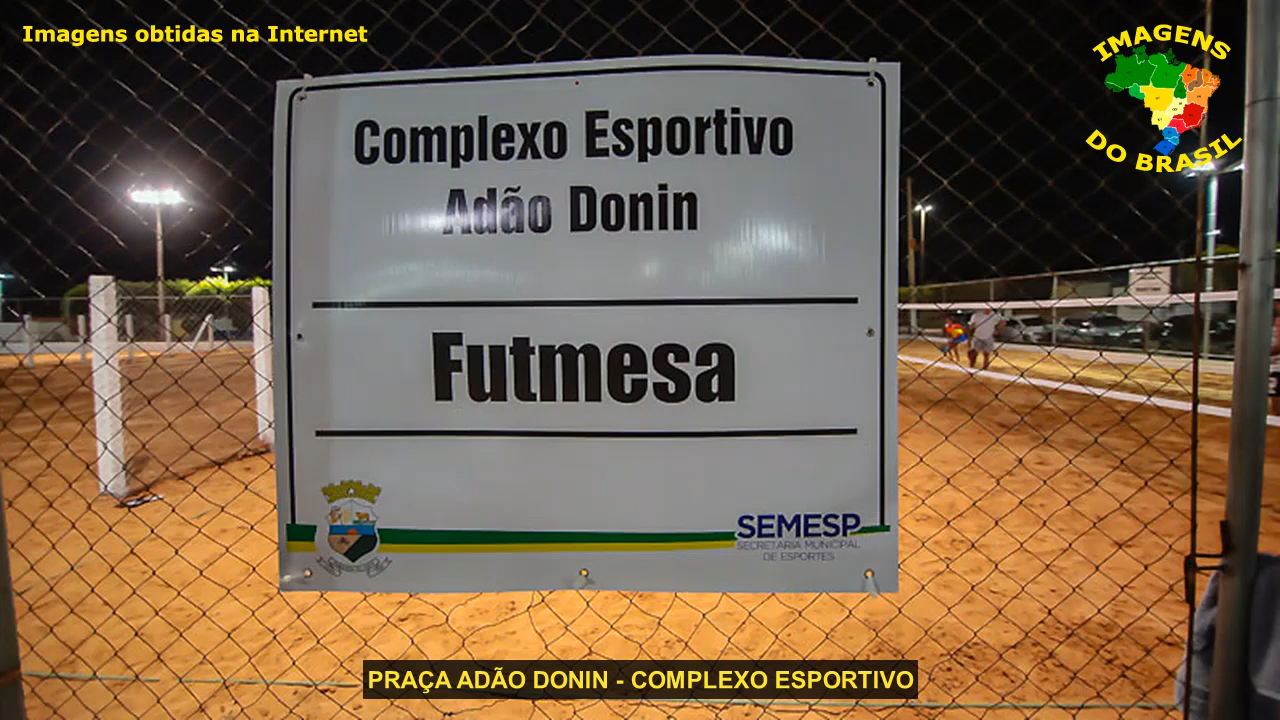 Imagens obtidas na Internet
IMAGENS
DO BRASIL
Complexo Esportivo
Adão Donin
Futmesa
SEMESP
SECRETARIA MUNICIPAL
DE ESPORTES
PRAÇA ADÃO DONIN - COMPLEXO ESPORTIVO